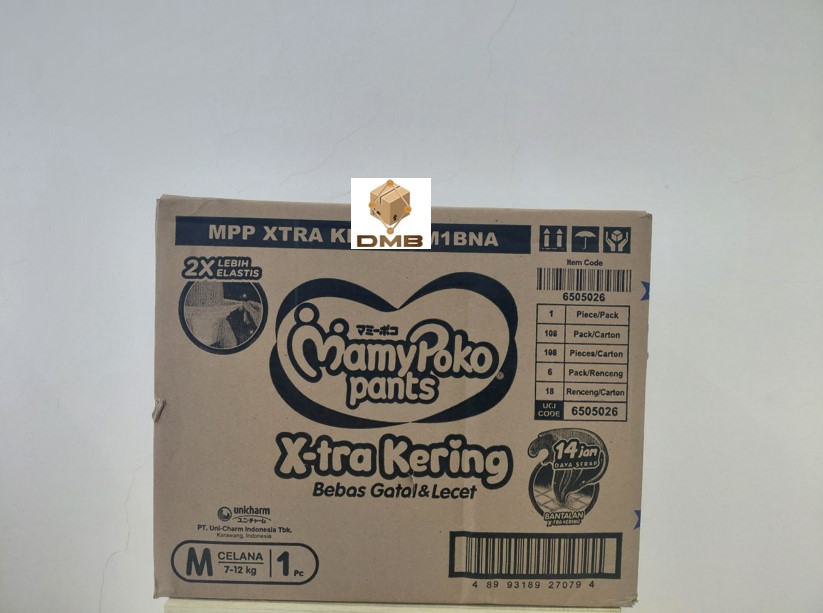 DMB
MPP XTRA KE M1BNA
2X LEBIH
ELASTIS
Item Code
6505026
1 Piece/Pack
108 Pack/Carton
108 Pieces/Carton
6 Pack/Renceng
18 Renceng/Carton
UCI
CODE 6505026
マミーポコ
MamyPoko
pants
X-tra Kering
Bebas Gatal & Lecet
14 jam
DAYA SERAP
BANTALAN
X-TRA KERING
unicharm
ユニ・チャーム
PT. Uni-Charm Indonesia Tbk.
Karawang, Indonesia
M CELANA
7-12 kg
1 Pc
4 89 93189 27079 4